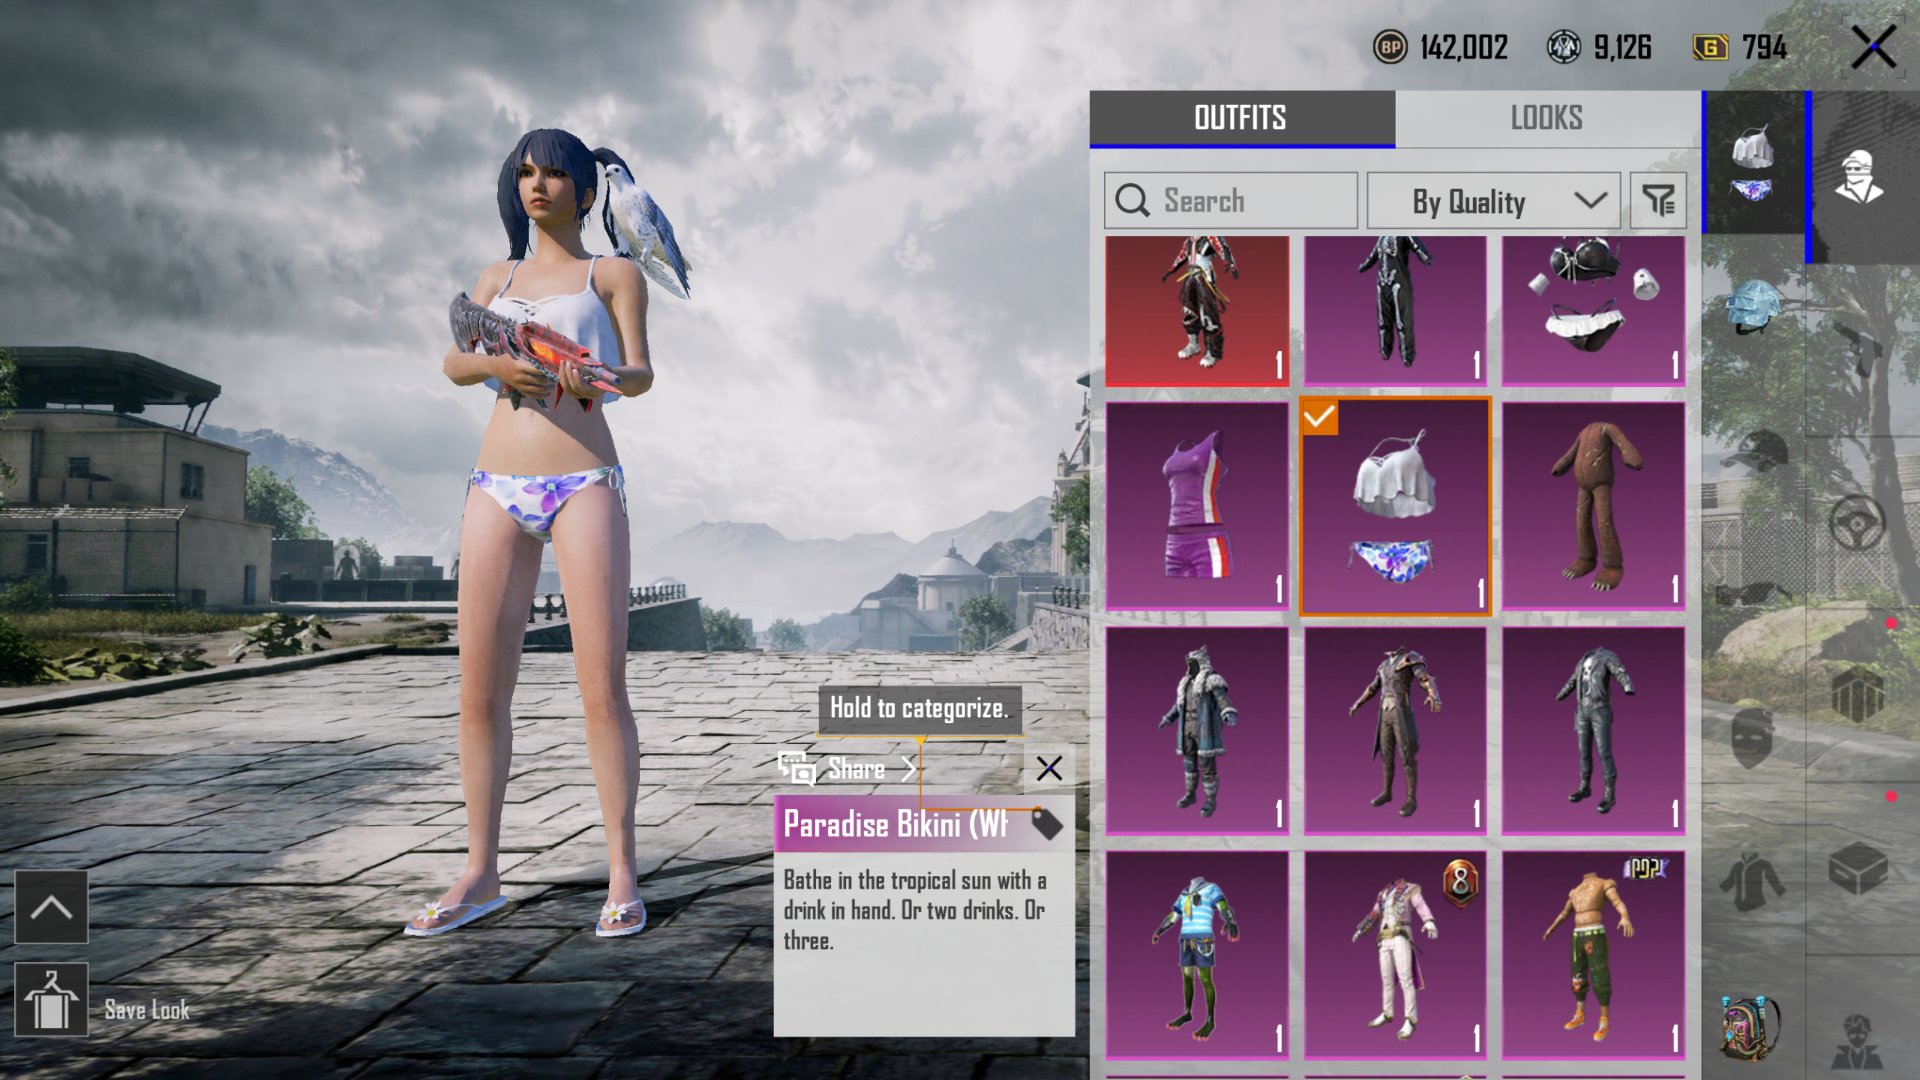 142,002
9,126
G 794
OUTFITS
LOOKS
Search
By Quality
1
1
1
1
1
1
1
1
1
8
1
1
1
Hold to categorize.
Share
Paradise Bikini (Wh
Bathe in the tropical sun with a
drink in hand. Or two drinks. Or
three.
Save Look
BP